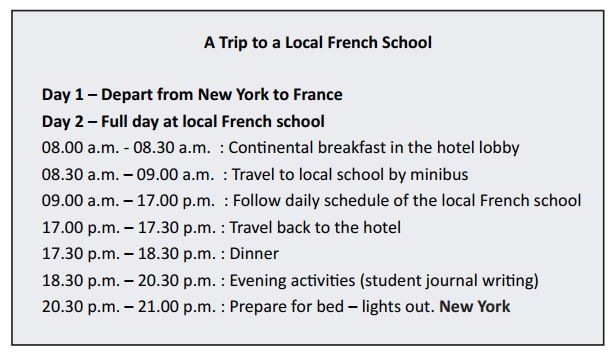 A Trip to a Local French School
Day 1 – Depart from New York to France
Day 2 – Full day at local French school
08.00 a.m. - 08.30 a.m. : Continental breakfast in the hotel lobby
08.30 a.m. – 09.00 a.m. : Travel to local school by minibus
09.00 a.m. – 17.00 p.m. : Follow daily schedule of the local French school
17.00 p.m. – 17.30 p.m. : Travel back to the hotel
17.30 p.m. – 18.30 p.m. : Dinner
18.30 p.m. – 20.30 p.m. : Evening activities (student journal writing)
20.30 p.m. – 21.00 p.m. : Prepare for bed – lights out. New York